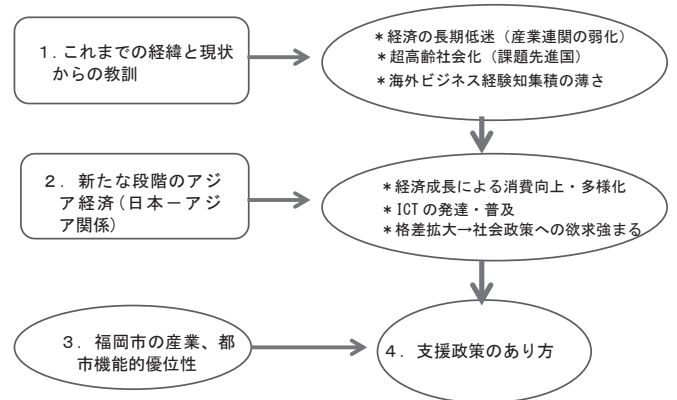 1. これまでの経緯と現状
からの教訓
＊経済の長期低迷（産業連関の弱化）
＊超高齢社会化（課題先進国）
＊海外ビジネス経験知集積の薄さ
2. 新たな段階のアジ
ア経済（日本－アジ
ア関係）
＊経済成長による消費向上・多様化
＊ICTの発達・普及
＊格差拡大→社会政策への欲求強まる
3. 福岡市の産業、都
市機能的優位性
4. 支援政策のあり方